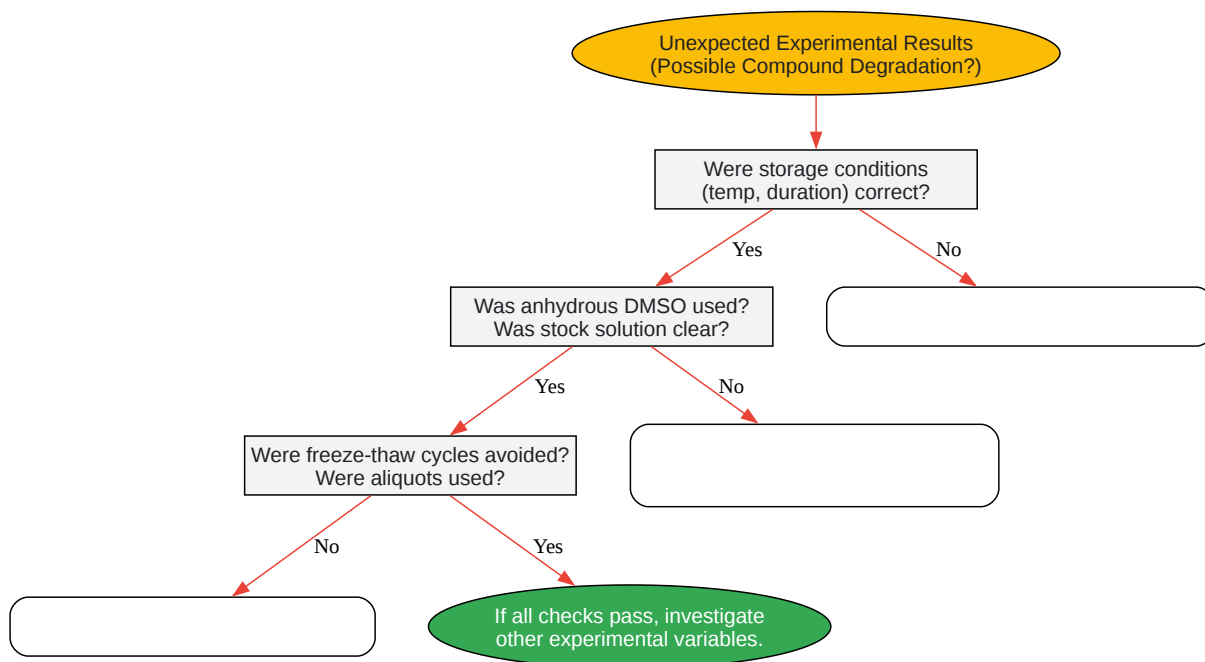 Unexpected Experimental Results
(Possible Compound Degradation?)
Were storage conditions
(temp, duration) correct?
Yes
No
Was anhydrous DMSO used?
Was stock solution clear?
Yes
No
Were freeze-thaw cycles avoided?
Were aliquots used?
No
Yes
If all checks pass, investigate
other experimental variables.